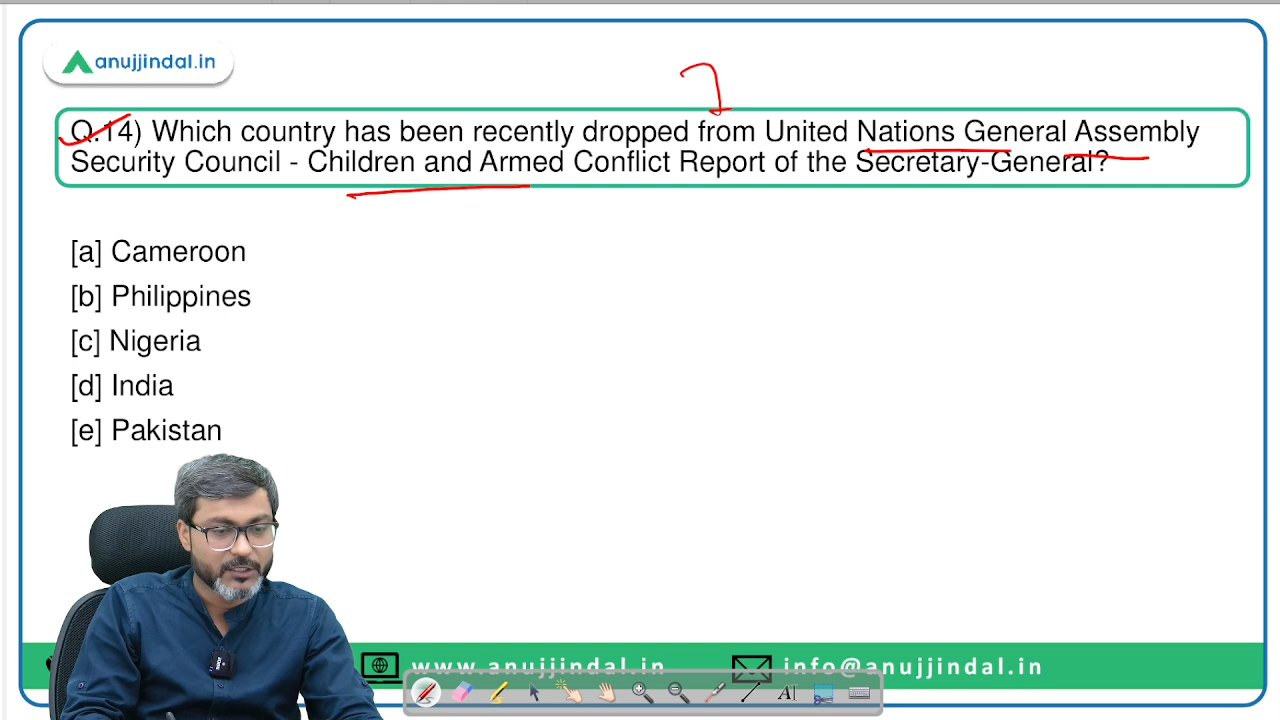 anujjindal.in
Q.14) Which country has been recently dropped from United Nations General Assembly
Security Council - Children and Armed Conflict Report of the Secretary-General?
[a] Cameroon
[b] Philippines
[c] Nigeria
[d] India
[e] Pakistan
www.anujjindal.in info@anujjindal.in